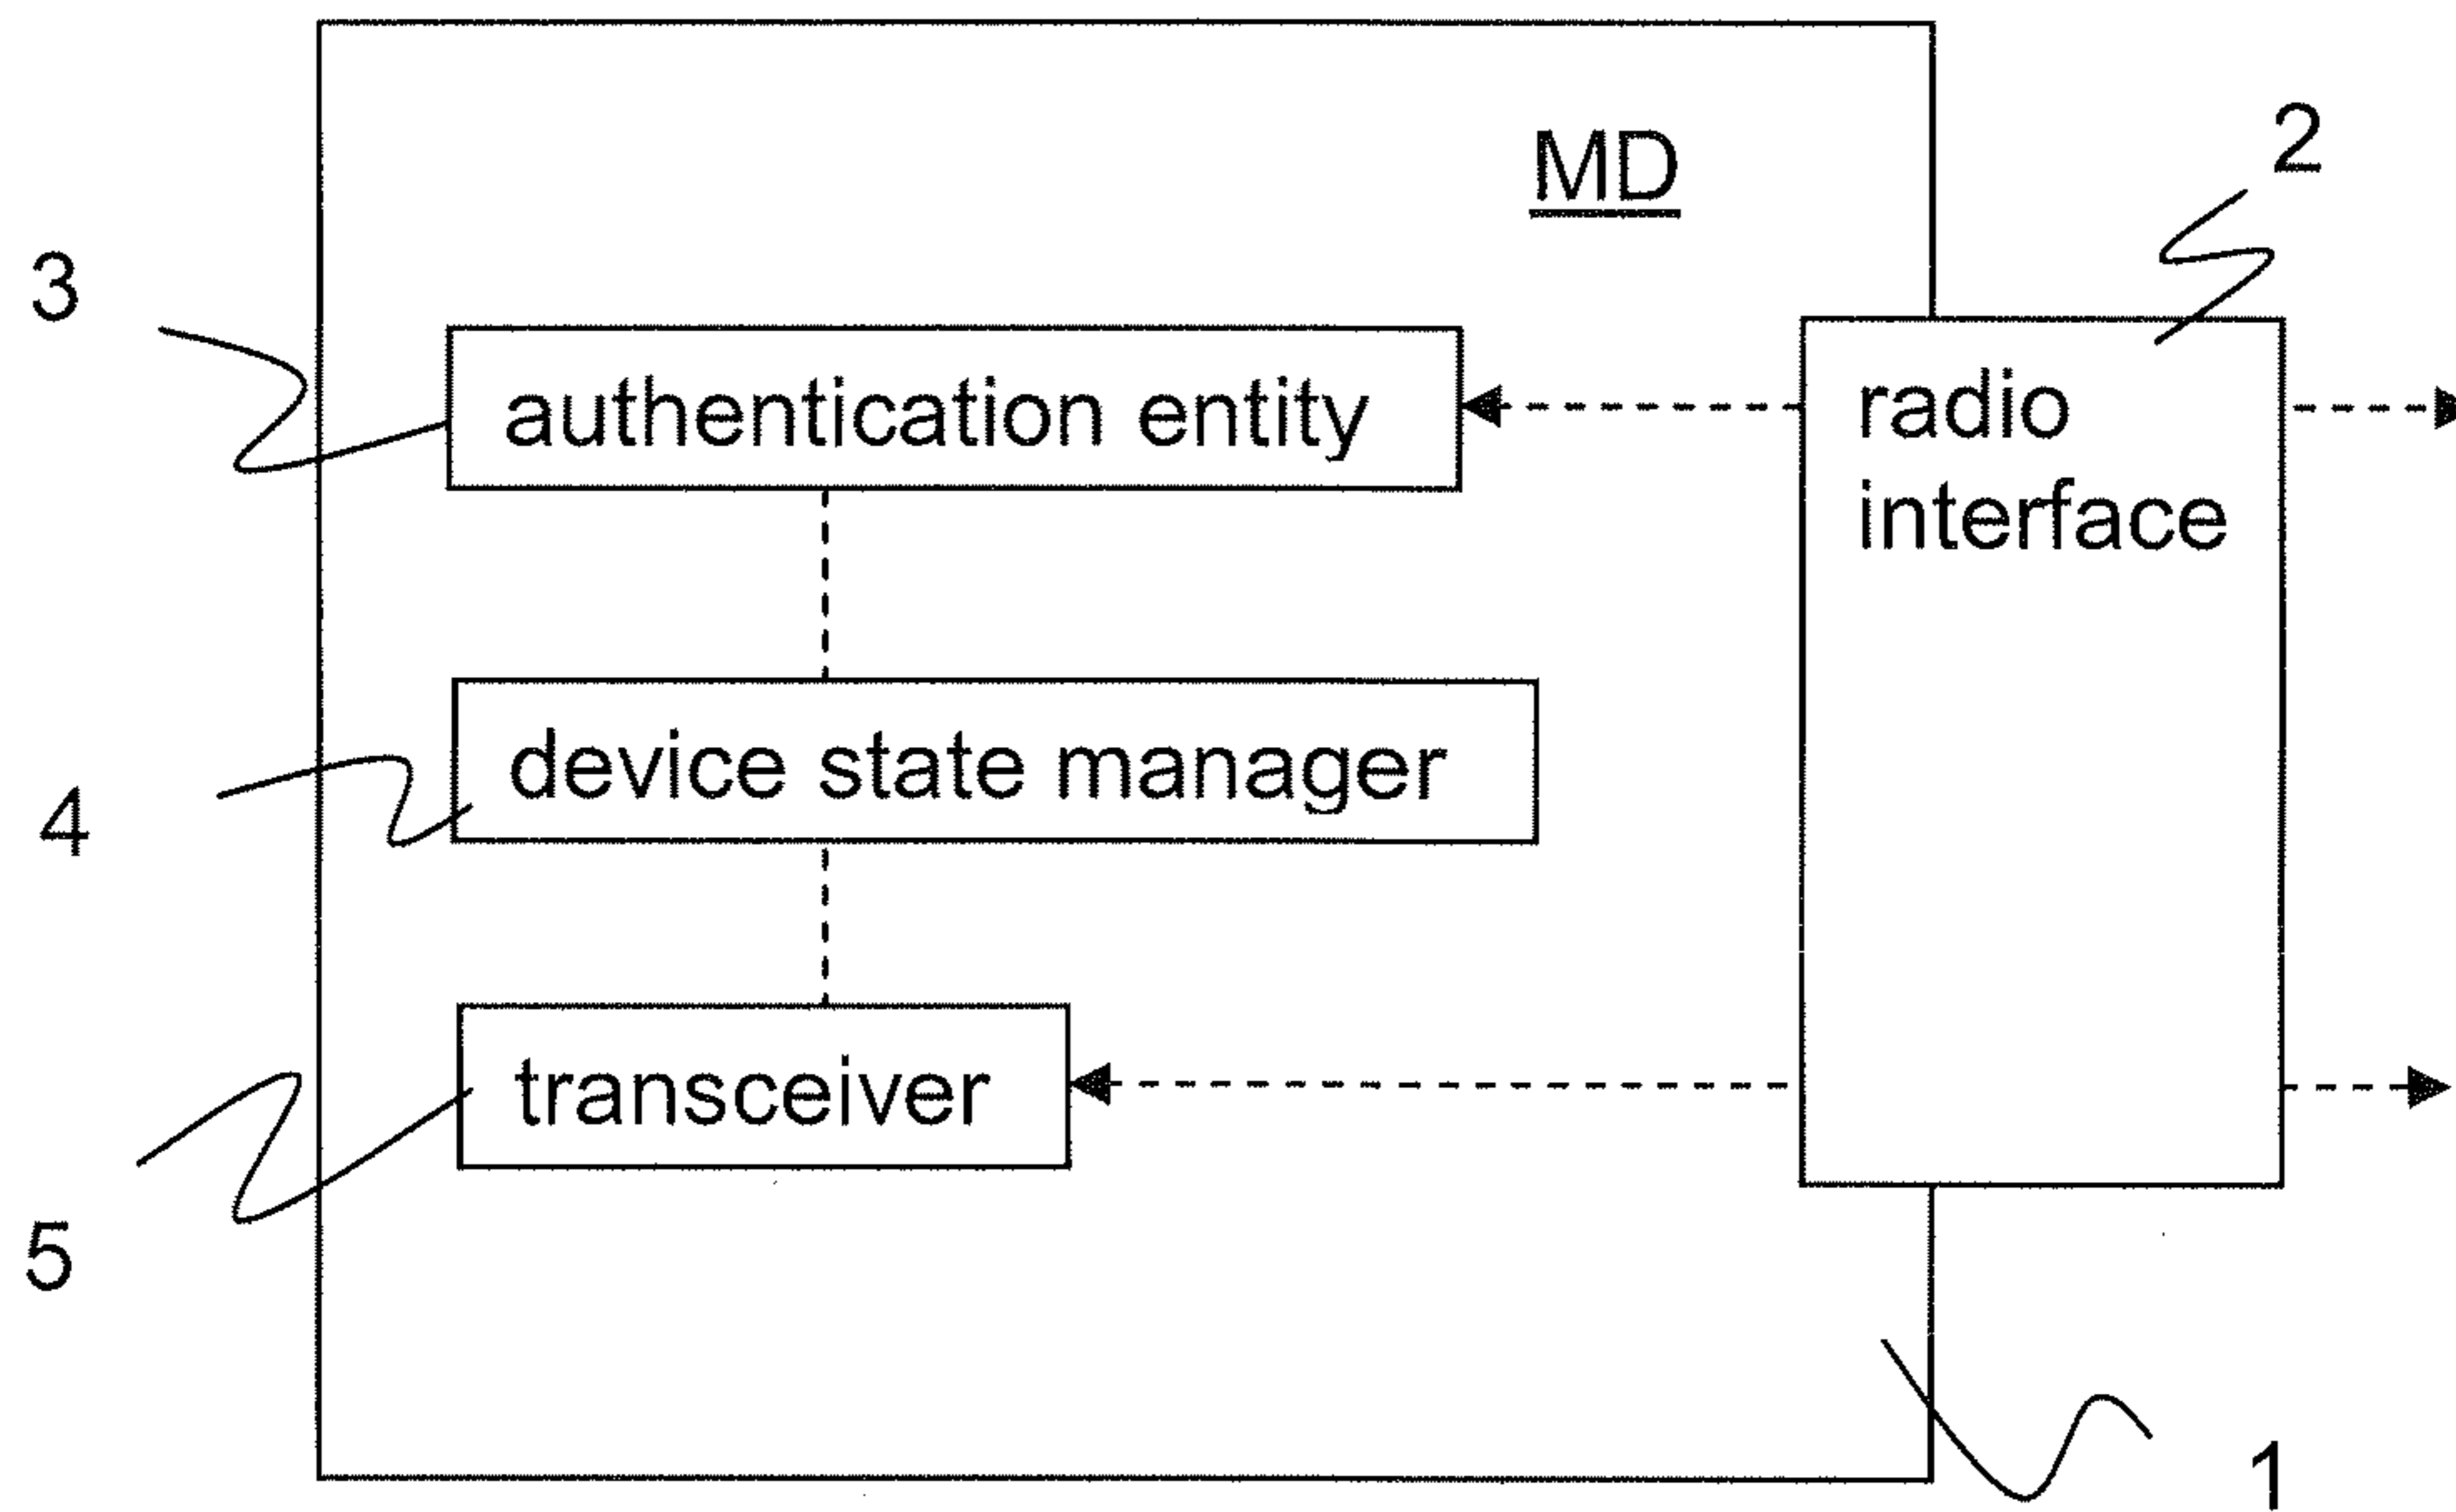 MD
2
3
authentication entity
radio
interface
device state manager
4
transceiver
5
1